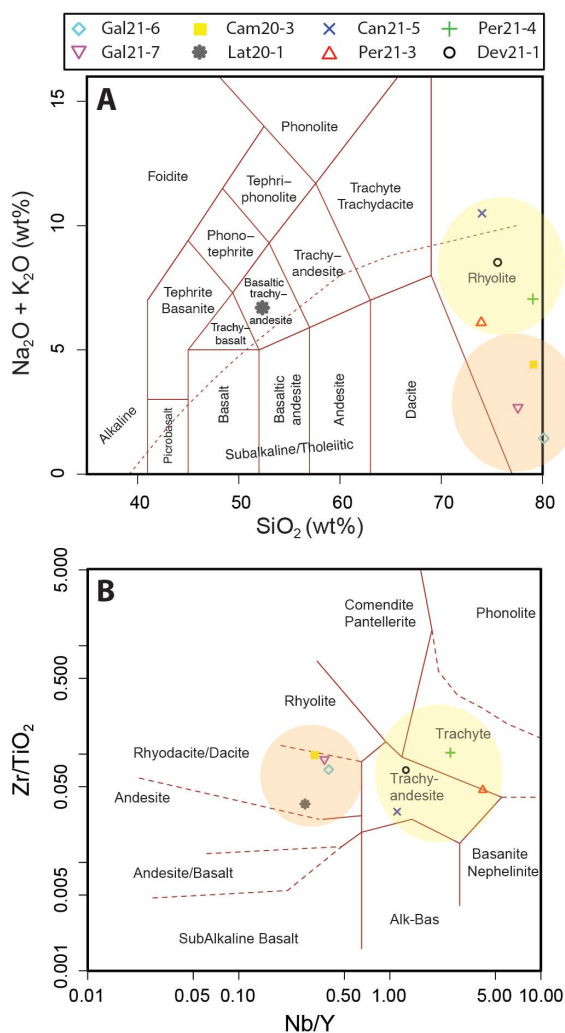 Gal21-6 Cam20-3 Can21-5 Per21-4
Gal21-7 Lat20-1 Per21-3 Dev21-1
A
Na2O + K2O (wt%)
15
10
5
0
Phonolite
Foidite
Tephri-
phonolite
Trachyte
Trachydacite
Phono–
tephrite
Trachy–
andesite
Rhyolite
Tephrite
Basanite
Basaltic
trachy–
andesite
Trachy–
basalt
Alkaline
Picrobasalt
Basalt
Basaltic
andesite
Andesite
Dacite
Subalkaline/Tholeiitic
40 50 60 70 80
SiO2 (wt%)
B
Zr/TiO2
5.000
0.500
0.050
0.005
0.001
Comendite
Pantellerite
Phonolite
Rhyolite
Trachyte
Rhyodacite/Dacite
Trachy-
andesite
Andesite
Andesite/Basalt
Basanite
Nephelinite
Alk-Bas
SubAlkaline Basalt
0.01 0.05 0.10 0.50 1.00 5.00 10.00
Nb/Y